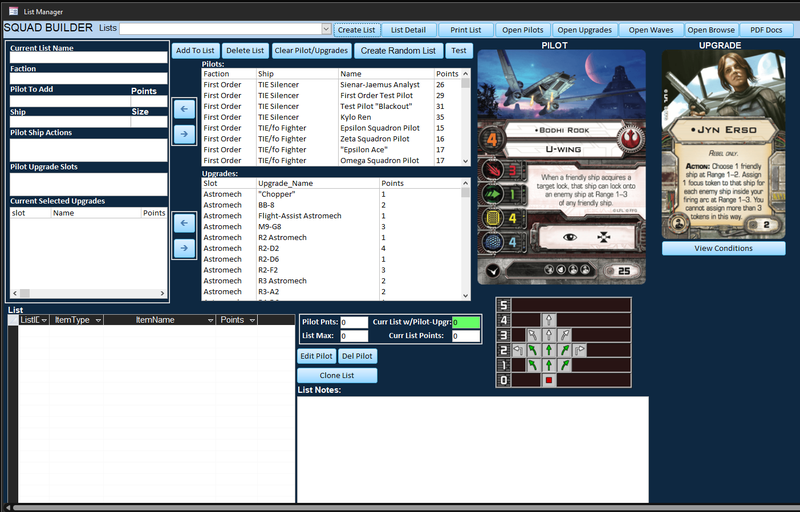 List Manager
SQUAD BUILDER Lists Create List List Detail Print List Open Pilots Open Upgrades Open Waves Open Browse PDF Docs
Current List Name
Faction
Pilot To Add Points
Ship Size
Pilot Ship Actions
Pilot Upgrade Slots
Current Selected Upgrades
slot Name Points
Add To List Delete List Clear Pilot/Upgrades Create Random List Test
Pilots:
Faction Ship Name Points
First Order TIE Silencer Sienar-Jaemus Analyst 26
First Order TIE Silencer First Order Test Pilot 29
First Order TIE Silencer Test Pilot "Blackout" 31
First Order TIE Silencer Kylo Ren 35
First Order TIE/fo Fighter Epsilon Squadron Pilot 15
First Order TIE/fo Fighter Zeta Squadron Pilot 16
First Order TIE/fo Fighter "Epsilon Ace" 17
First Order TIE/fo Fighter Omega Squadron Pilot 17
Upgrades:
Slot Upgrade_Name Points
Astromech "Chopper" 1
Astromech BB-8 2
Astromech Flight-Assist Astromech 1
Astromech M9-G8 3
Astromech R2 Astromech 1
Astromech R2-D2 4
Astromech R2-D6 1
Astromech R2-F2 3
Astromech R3 Astromech 2
Astromech R3-A2 2
PILOT
4
•Bodhi Rook
U-wing
3
1
4
4
When a friendly ship acquires a
target lock, that ship can lock onto
an enemy ship at Range 1–3
of any friendly ship.
25
UPGRADE
•Jyn Erso
Rebel only.
Action: Choose 1 friendly
ship at Range 1–2. Assign
1 focus token to that ship for
each enemy ship inside your
firing arc at Range 1–3. You
cannot assign more than 3
tokens in this way.
2
View Conditions
List
ListID ItemType ItemName Points
Pilot Pnts: 0 Curr List w/Pilot-Upgr: 0
List Max: 0 Curr List Points: 0
Edit Pilot Del Pilot
Clone List
List Notes:
5
4
3
2
1
0